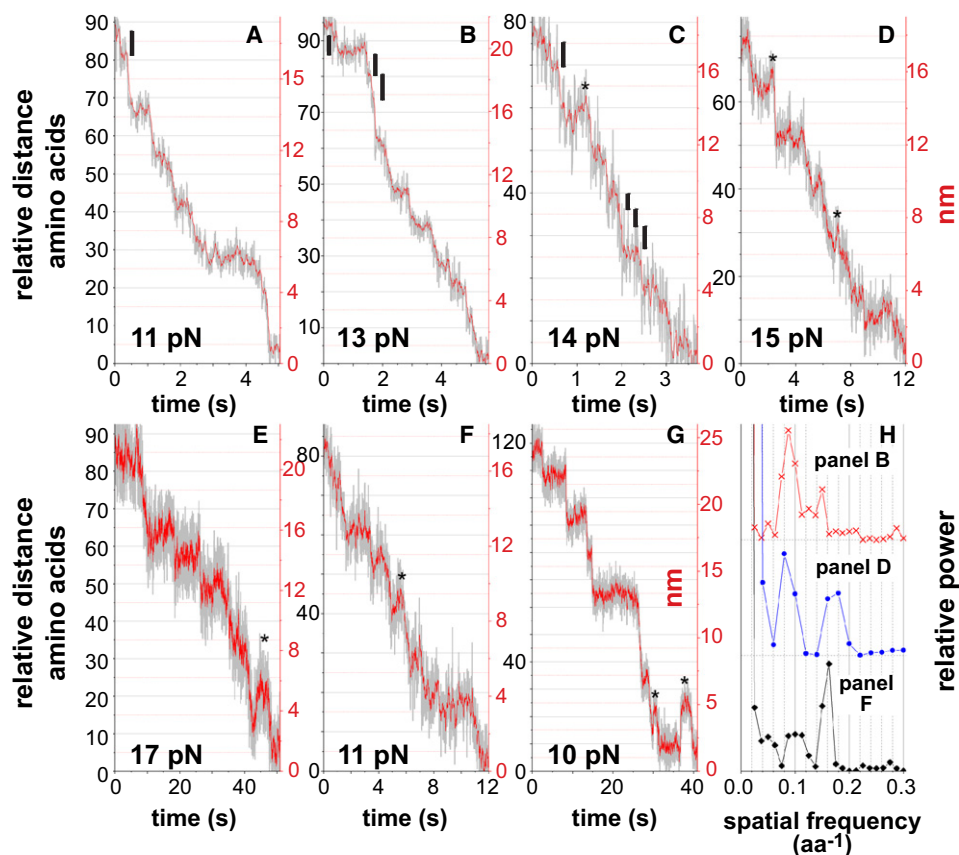 A
B
C
D
relative distance
amino acids
90
80
70
60
50
40
30
20
10
0
16
12
8
4
0
11 pN
0 2 4
time (s)
90
70
50
30
10
20
16
12
8
4
0
13 pN
0 2 4
time (s)
80
40
0
16
12
8
4
0
14 pN
0 1 2 3
time (s)
60
40
20
0
16
12
8
4
0
15 pN
0 4 8 12
time (s)
nm
*
*
*
E
F
G
H
relative distance
amino acids
90
80
70
60
50
40
30
20
10
0
20
16
12
8
4
0
17 pN
0 20 40
time (s)
*
80
40
0
16
12
8
4
0
11 pN
0 4 8 12
time (s)
*
120
80
40
0
25
20
15
10
5
0
nm
10 pN
0 20 40
time (s)
* *
panel B
panel D
panel
F
relative power
0.0 0.1 0.2 0.3
spatial frequency
(aa-1)